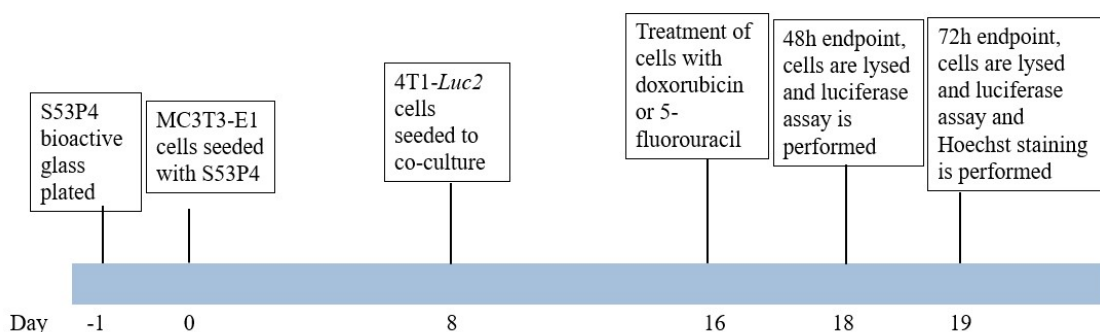 S53P4
bioactive
glass
plated
MC3T3-E1
cells seeded
with S53P4
4T1-Luc2
cells
seeded to
co-culture
Treatment of
cells with
doxorubicin
or 5-
fluorouracil
48h endpoint,
cells are lysed
and luciferase
assay is
performed
72h endpoint,
cells are lysed
and luciferase
assay and
Hoechst staining
is performed
Day -1 0 8 16 18 19